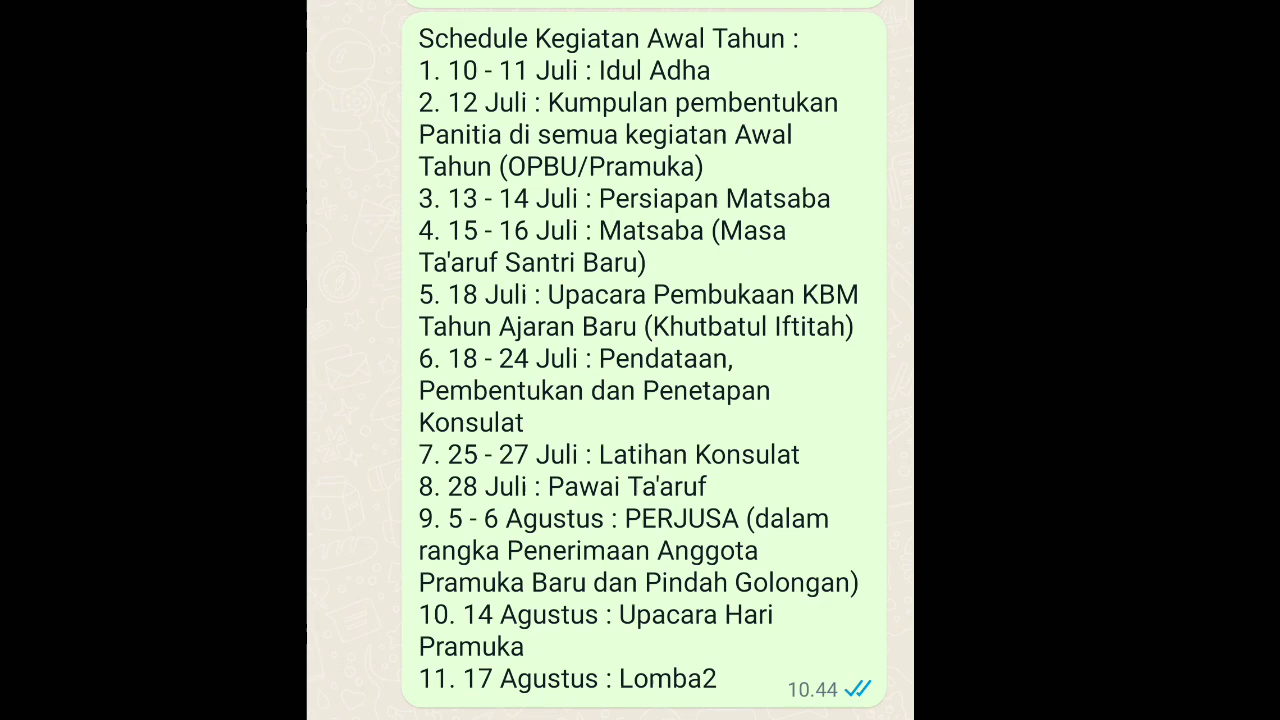 Schedule Kegiatan Awal Tahun :
1. 10 - 11 Juli : Idul Adha
2. 12 Juli : Kumpulan pembentukan
Panitia di semua kegiatan Awal
Tahun (OPBU/Pramuka)
3. 13 - 14 Juli : Persiapan Matsaba
4. 15 - 16 Juli : Matsaba (Masa
Ta'aruf Santri Baru)
5. 18 Juli : Upacara Pembukaan KBM
Tahun Ajaran Baru (Khutbatul Iftitah)
6. 18 - 24 Juli : Pendataan,
Pembentukan dan Penetapan
Konsulat
7. 25 - 27 Juli : Latihan Konsulat
8. 28 Juli : Pawai Ta'aruf
9. 5 - 6 Agustus : PERJUSA (dalam
rangka Penerimaan Anggota
Pramuka Baru dan Pindah Golongan)
10. 14 Agustus : Upacara Hari
Pramuka
11. 17 Agustus : Lomba2
10.44